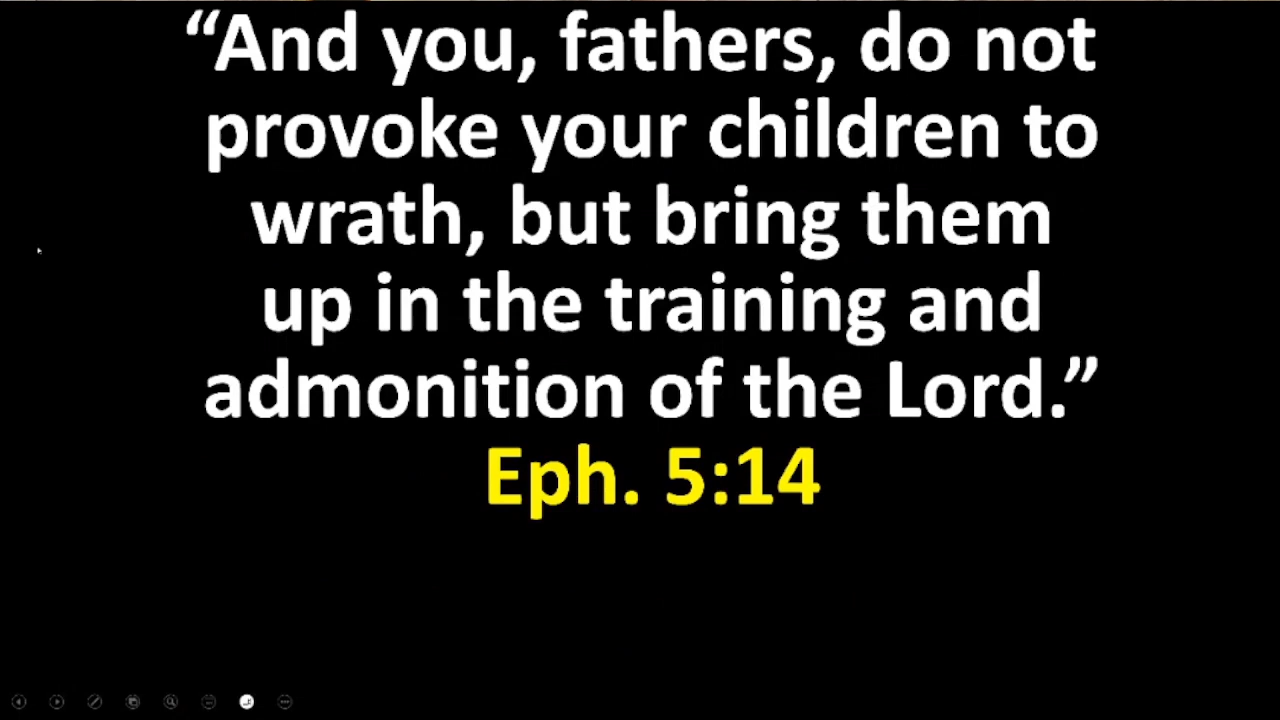 “And you, fathers, do not
provoke your children to
wrath, but bring them
up in the training and
admonition of the Lord.”
Eph. 5:14